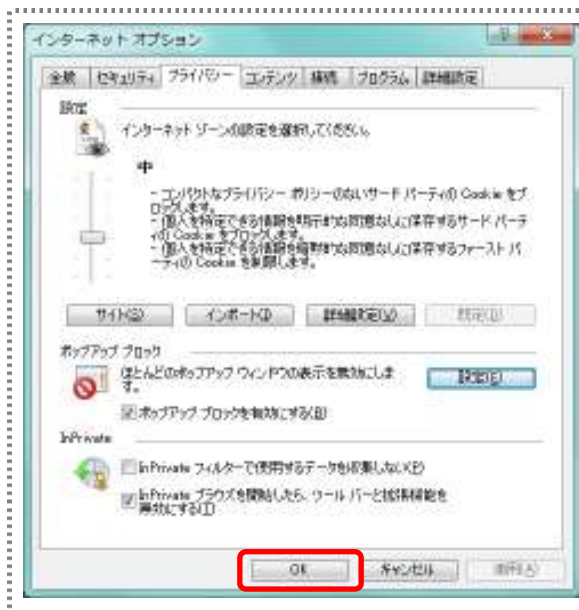 インターネット オプション
全般 セキュリティ プライバシー コンテンツ 接続 プログラム 詳細設定
設定
インターネット ゾーンの設定を選択してください。
中
- コンパクトなプライバシー ポリシーのないサード パーティの Cookie をブ
ロックします。
- 個人を特定できる情報を明示的な同意なしに保存するサード パーテ
ィの Cookie をブロックします。
- 個人を特定できる情報を暗黙的な同意なしに保存するファースト パ
ーティの Cookie を制限します。
サイト(S) インポート(I) 詳細設定(V) 既定(D)
ポップアップ ブロック
ほとんどのポップアップ ウィンドウの表示を無効にしま
す。
設定(E)
ポップアップ ブロックを有効にする(B)
InPrivate
InPrivate フィルターで使用するデータを収集しない(P)
InPrivate ブラウズを開始したら、ツール バーと拡張機能を
無効にする(T)
OK キャンセル 適用(A)